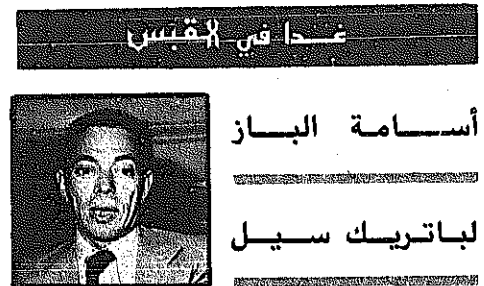 غدا في القبس
أسامة الباز
لباتريك سيل